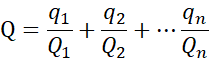 Q = q₁/Q₁ + q₂/Q₂ + ⋯ qₙ/Qₙ